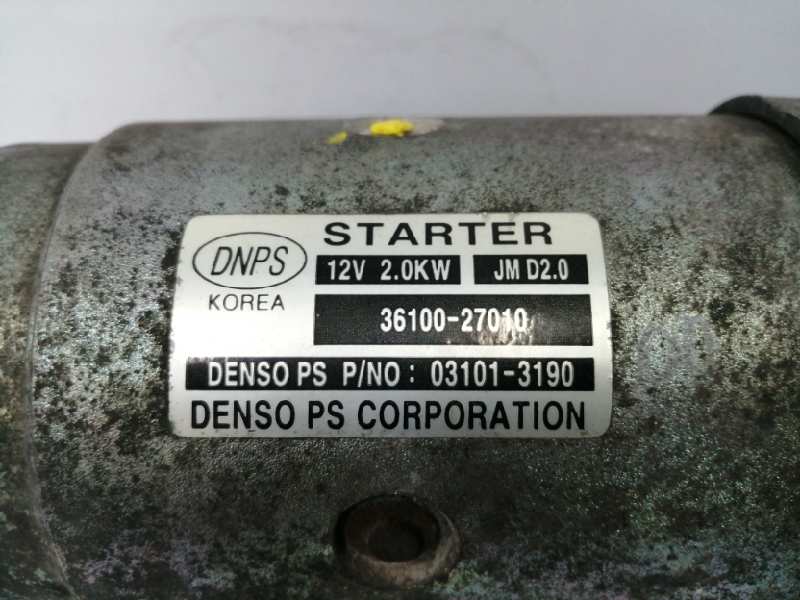 STARTER
DNPS
12V 2.0KW JM D2.0
KOREA
36100-27010
DENSO PS P/NO: 03101-3190
DENSO PS CORPORATION